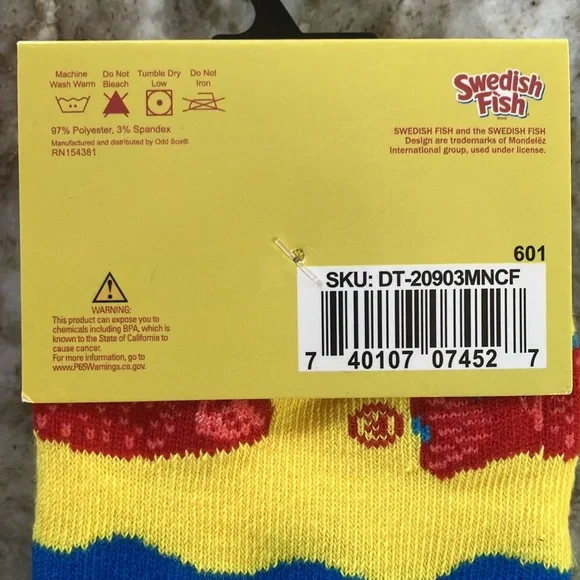 Machine Wash Warm
Do Not Bleach
Tumble Dry Low
Do Not Iron
97% Polyester, 3% Spandex
Manufactured and distributed by Odd Sox®.
RN154381
Swedish
Fish
SWEDISH FISH and the SWEDISH FISH
Design are trademarks of Mondelēz
International group, used under license.
601
SKU: DT-20903MNCF
7 40107 07452 7
WARNING:
This product can expose you to
chemicals including BPA, which is
known to the State of California to
cause cancer.
For more information, go to
www.P65Warnings.ca.gov.